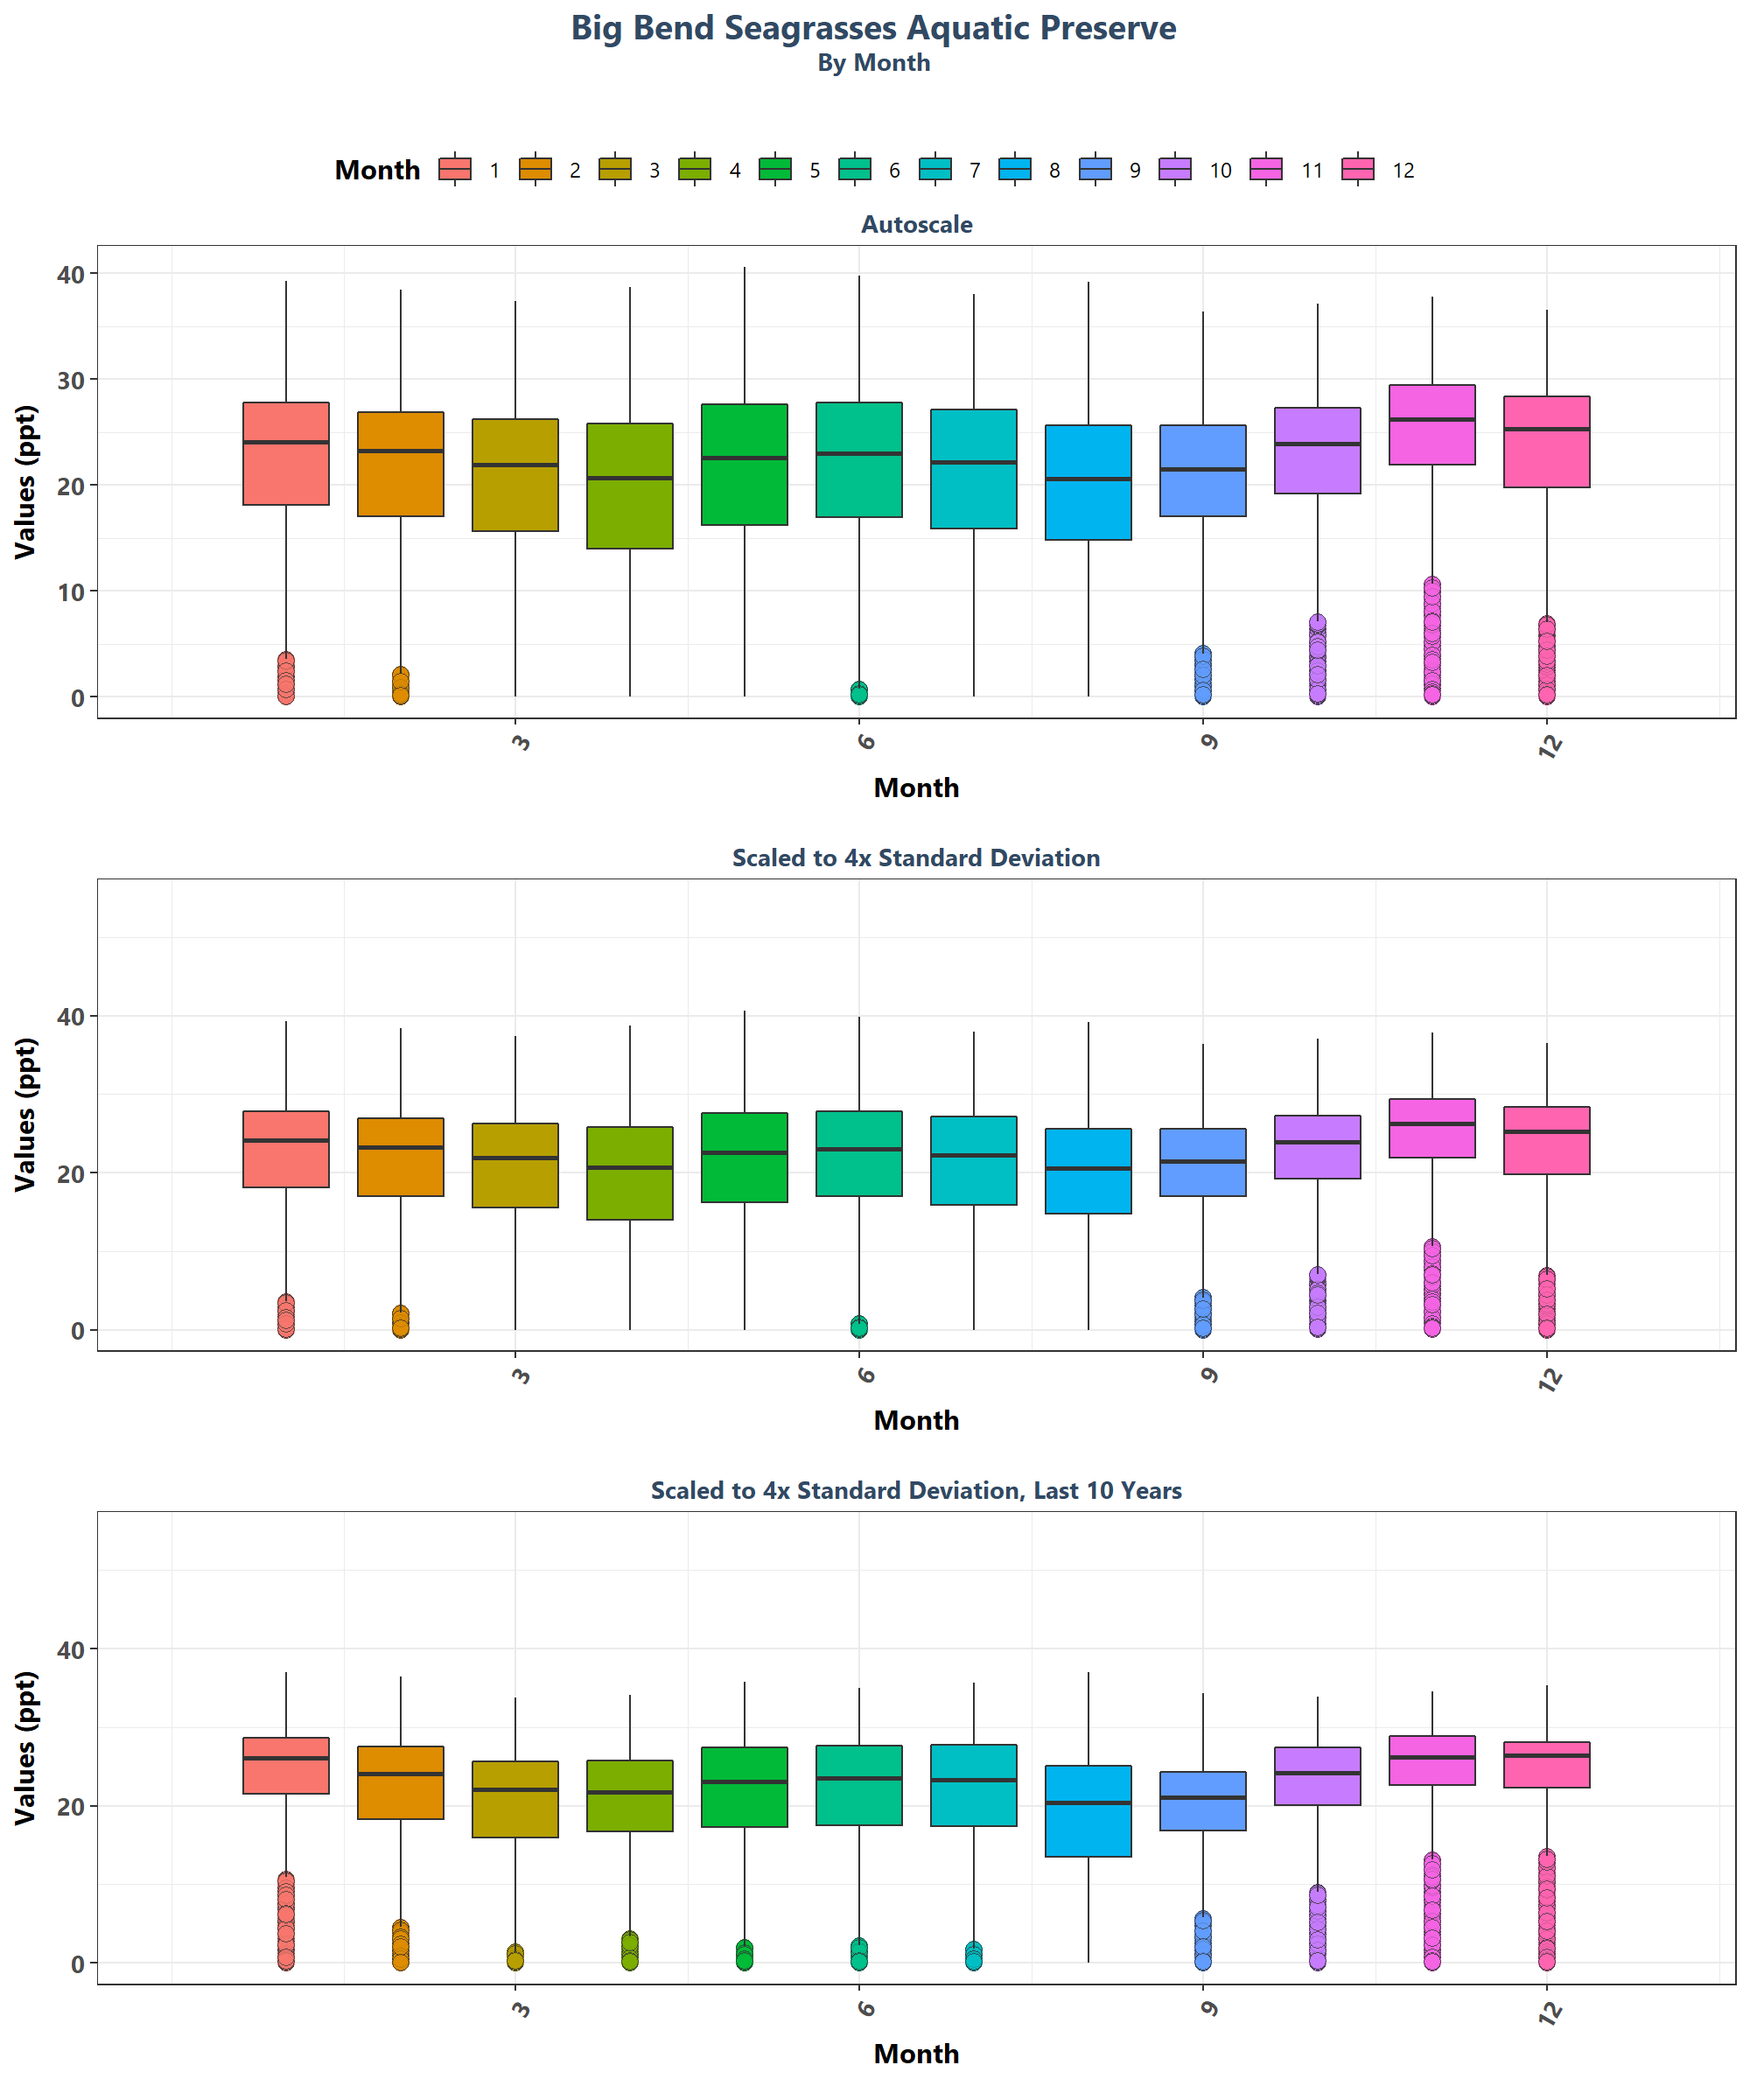 Big Bend Seagrasses Aquatic Preserve
By Month
Month 1 2 3 4 5 6 7 8 9 10 11 12
Autoscale
Values (ppt)
40
30
20
10
0
3 6 9 12
Month
Scaled to 4x Standard Deviation
Values (ppt)
40
20
0
3 6 9 12
Month
Scaled to 4x Standard Deviation, Last 10 Years
Values (ppt)
40
20
0
3 6 9 12
Month